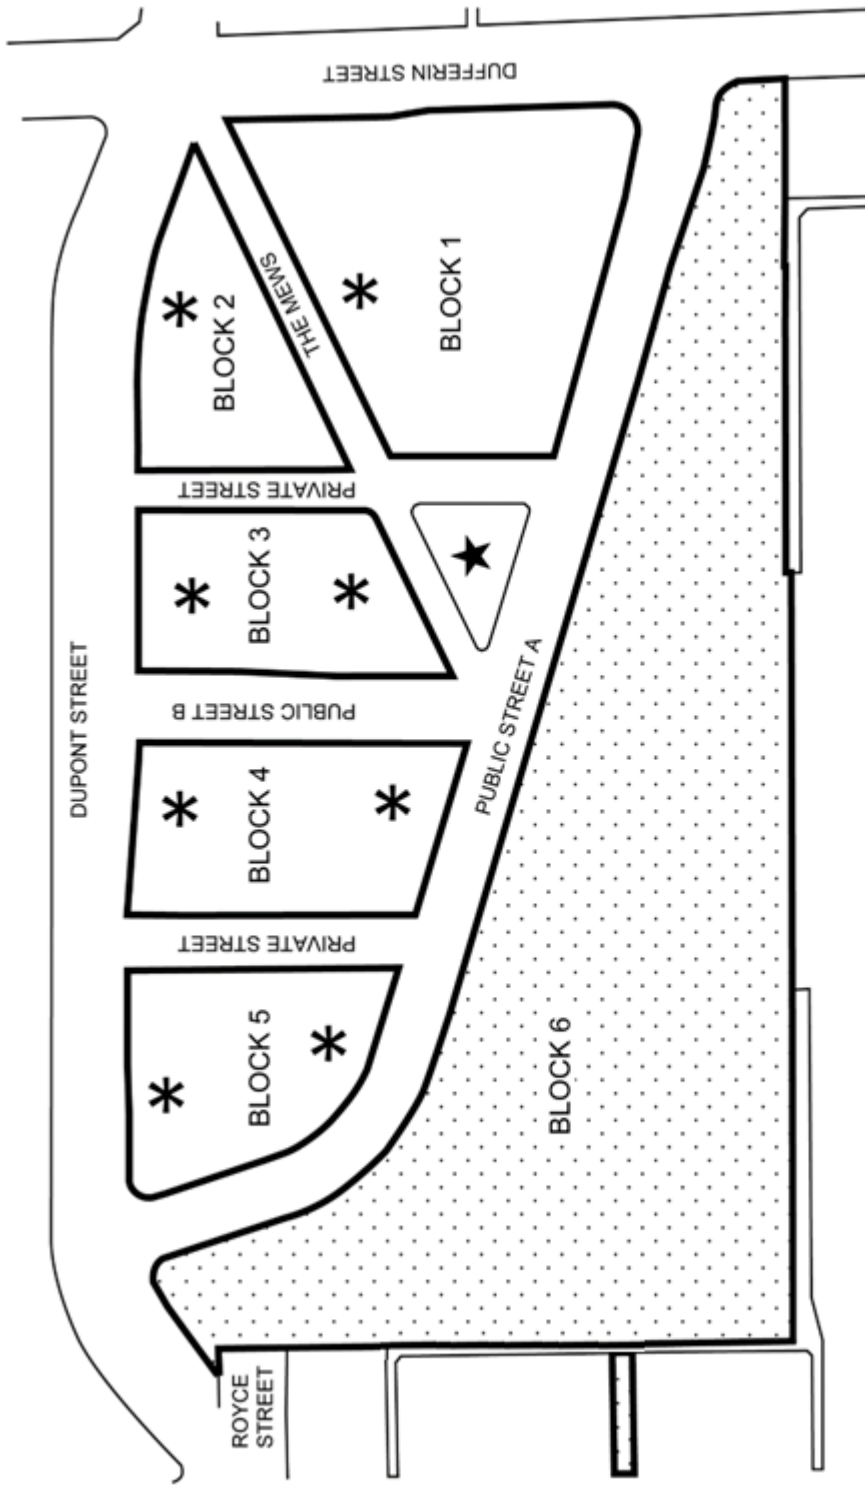 DUFFERIN STREET
BLOCK 1
THE MEWS
BLOCK 2
PRIVATE STREET
BLOCK 3
DUPONT STREET
PUBLIC STREET B
PUBLIC STREET A
BLOCK 4
PRIVATE STREET
BLOCK 5
BLOCK 6
ROYCE
STREET